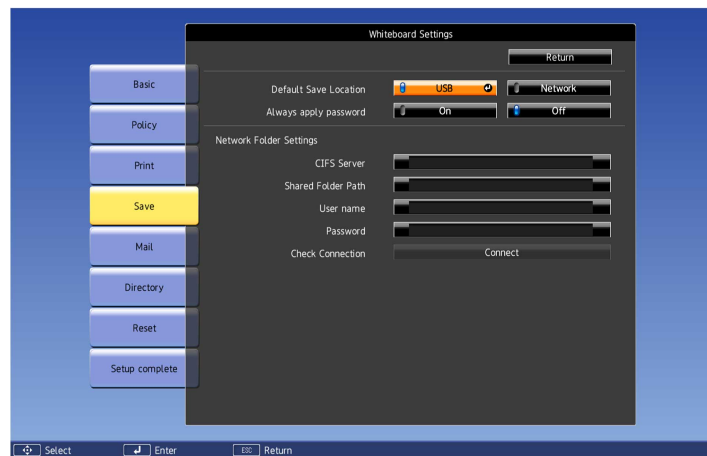 Whiteboard Settings
Return
Basic
Policy
Print
Save
Mail
Directory
Reset
Setup complete
Default Save Location USB Network
Always apply password On Off
Network Folder Settings
CIFS Server
Shared Folder Path
User name
Password
Check Connection Connect
Select Enter ESC Return